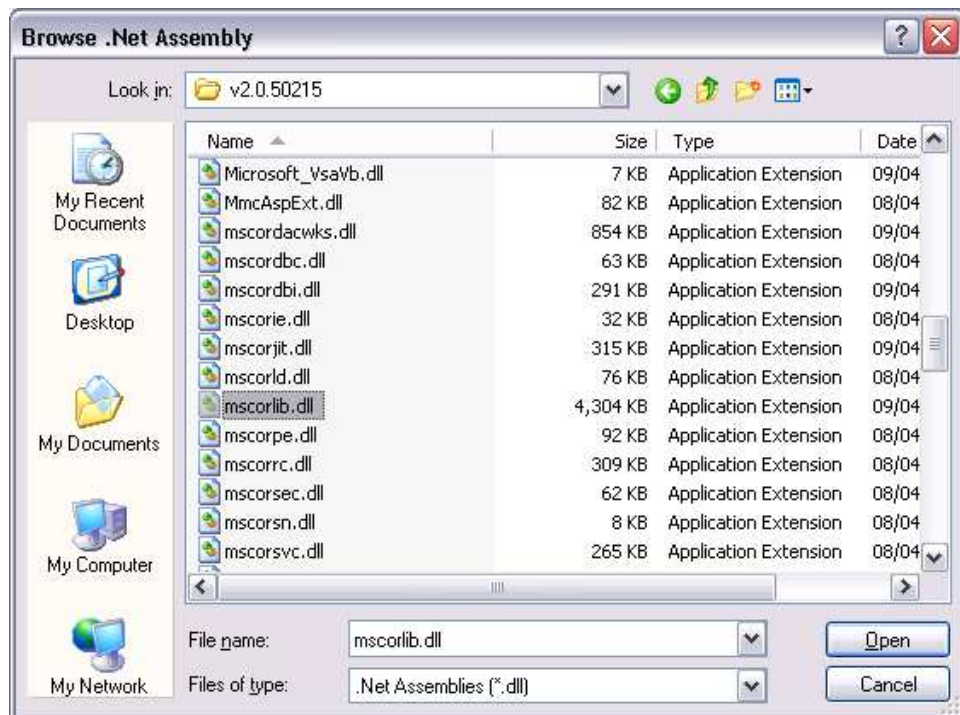 Browse .Net Assembly
Look in: v2.0.50215
Name Size Type Date
Microsoft_VsaVb.dll 7 KB Application Extension 09/04
MmcAspExt.dll 82 KB Application Extension 08/04
mscordacwks.dll 854 KB Application Extension 09/04
mscordbc.dll 63 KB Application Extension 08/04
mscordbi.dll 291 KB Application Extension 09/04
mscorie.dll 32 KB Application Extension 08/04
mscorjit.dll 315 KB Application Extension 09/04
mscorld.dll 76 KB Application Extension 08/04
mscorlib.dll 4,304 KB Application Extension 09/04
mscorpe.dll 92 KB Application Extension 08/04
mscorrc.dll 309 KB Application Extension 08/04
mscorsec.dll 62 KB Application Extension 08/04
mscorsn.dll 8 KB Application Extension 08/04
mscorsvc.dll 265 KB Application Extension 08/04
My Recent
Documents
Desktop
My Documents
My Computer
My Network
File name: mscorlib.dll Open
Files of type: .Net Assemblies (*.dll) Cancel